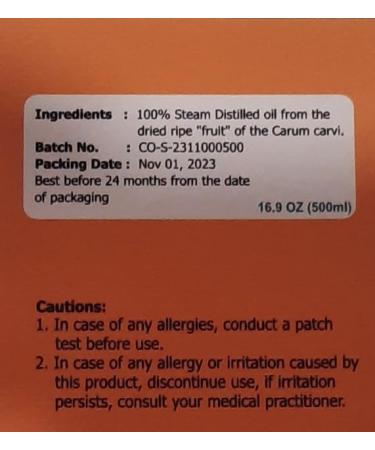 Ingredients : 100% Steam Distilled oil from the
dried ripe "fruit" of the Carum carvi.
Batch No. : CO-S-2311000500
Packing Date : Nov 01, 2023
Best before 24 months from the date
of packaging
16.9 OZ (500ml)
Cautions:
1. In case of any allergies, conduct a patch
test before use.
2. In case of any allergy or irritation caused by
this product, discontinue use, if irritation
persists, consult your medical practitioner.